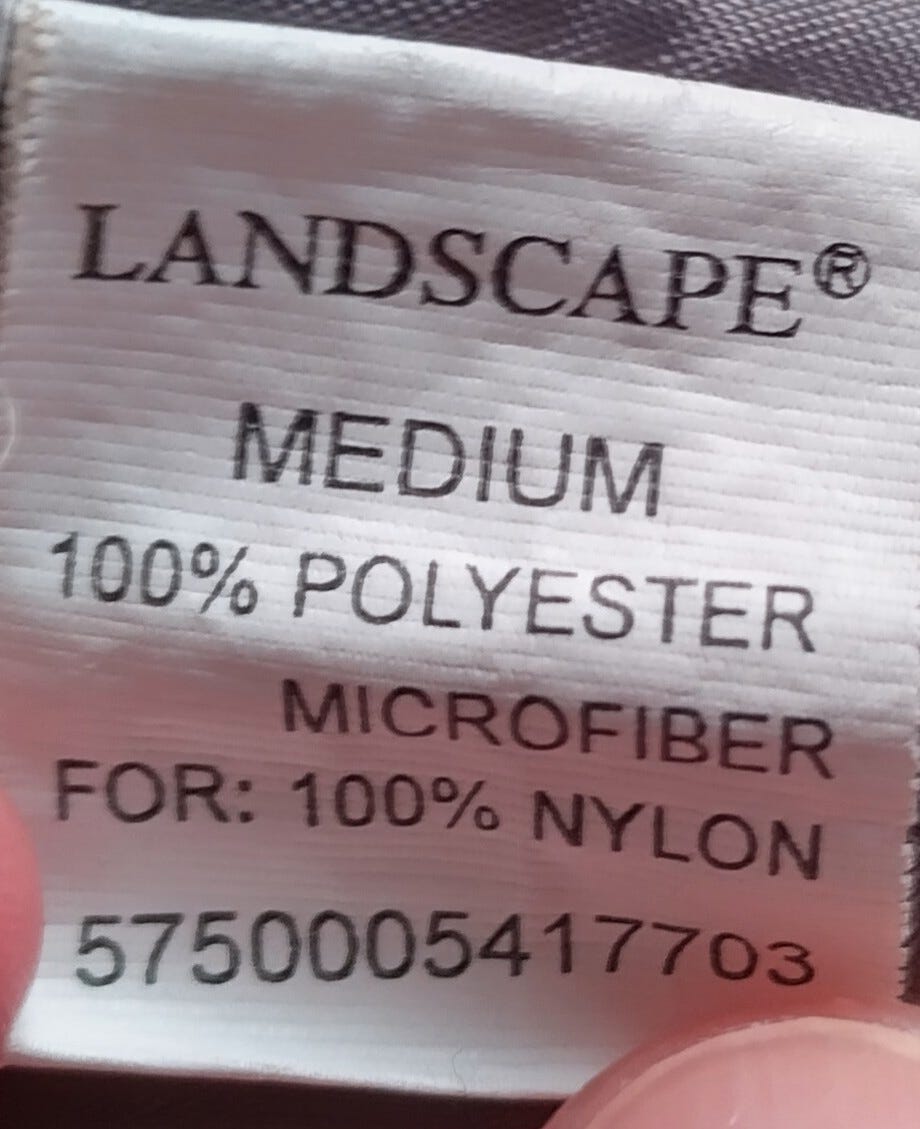 LANDSCAPE®
MEDIUM
100% POLYESTER
MICROFIBER
FOR: 100% NYLON
5750005417703